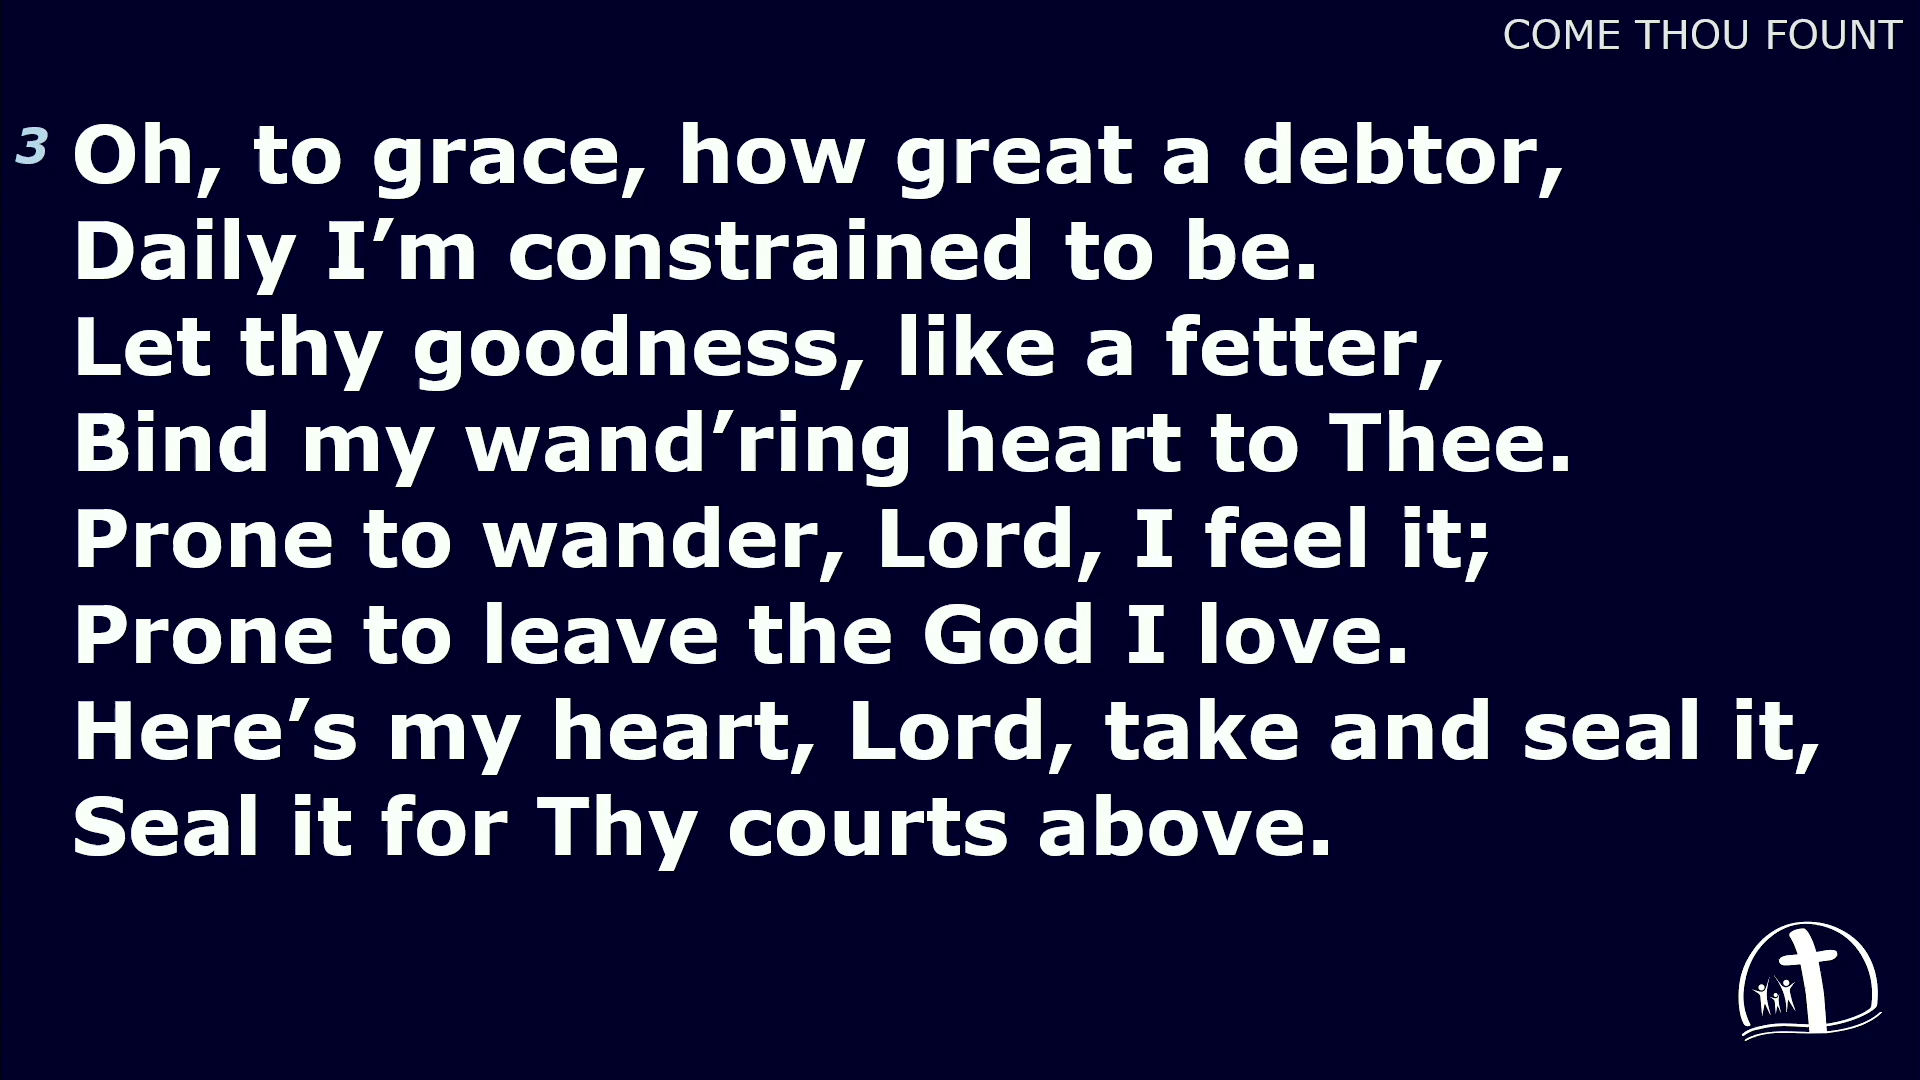 COME THOU FOUNT
3 Oh, to grace, how great a debtor,
Daily I’m constrained to be.
Let thy goodness, like a fetter,
Bind my wand’ring heart to Thee.
Prone to wander, Lord, I feel it;
Prone to leave the God I love.
Here’s my heart, Lord, take and seal it,
Seal it for Thy courts above.